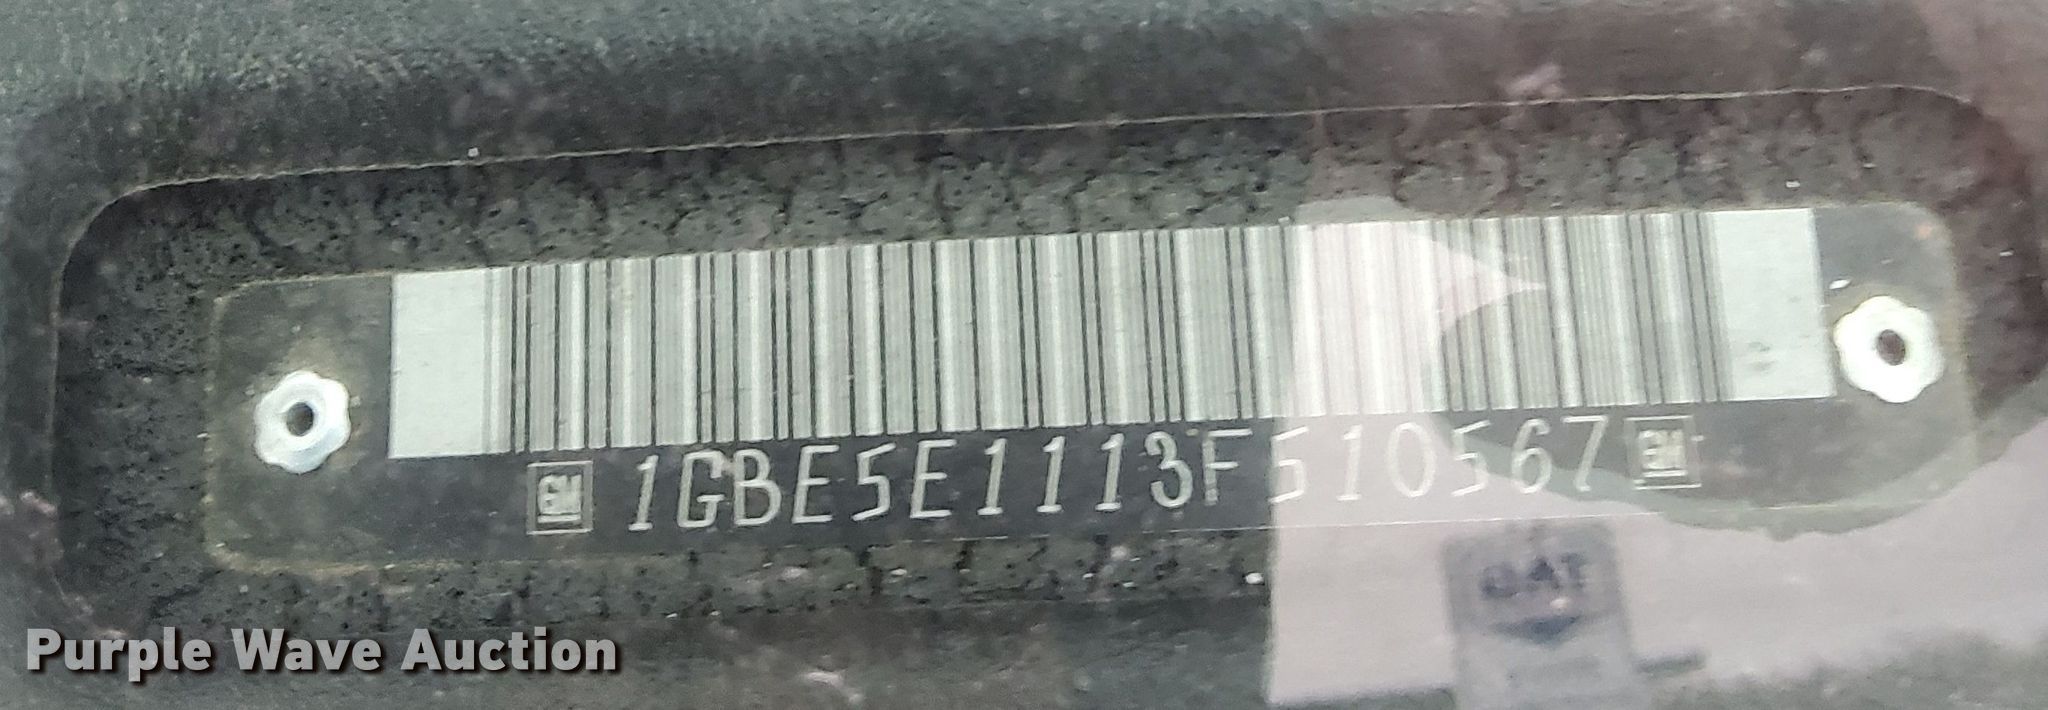 GM 1GBE5E1113F510567 GM
Purple Wave Auction